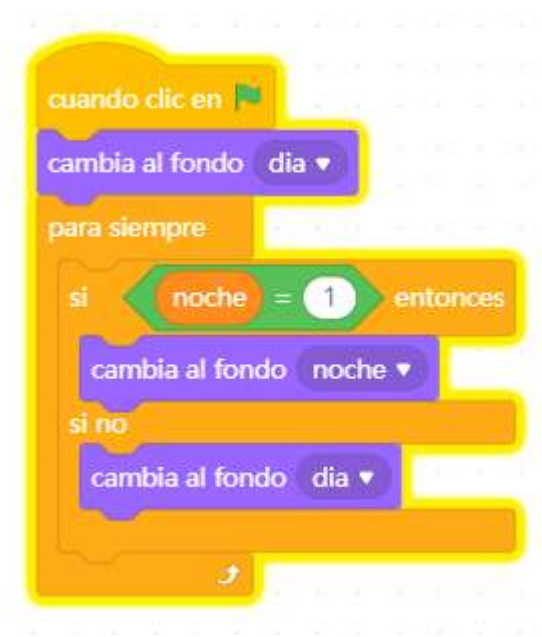 cuando clic en
cambia al fondo dia
para siempre
si noche = 1 entonces
cambia al fondo noche
si no
cambia al fondo dia